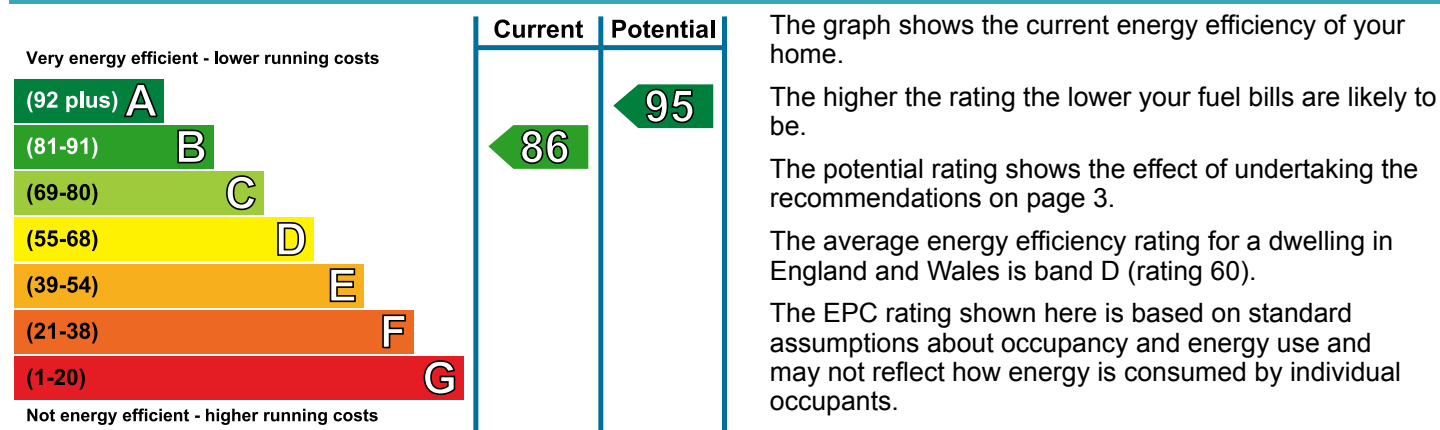 Current Potential
Very energy efficient - lower running costs
(92 plus) A
95
(81-91) B
86
(69-80) C
(55-68) D
(39-54) E
(21-38) F
(1-20) G
Not energy efficient - higher running costs
The graph shows the current energy efficiency of your
home.
The higher the rating the lower your fuel bills are likely to
be.
The potential rating shows the effect of undertaking the
recommendations on page 3.
The average energy efficiency rating for a dwelling in
England and Wales is band D (rating 60).
The EPC rating shown here is based on standard
assumptions about occupancy and energy use and
may not reflect how energy is consumed by individual
occupants.